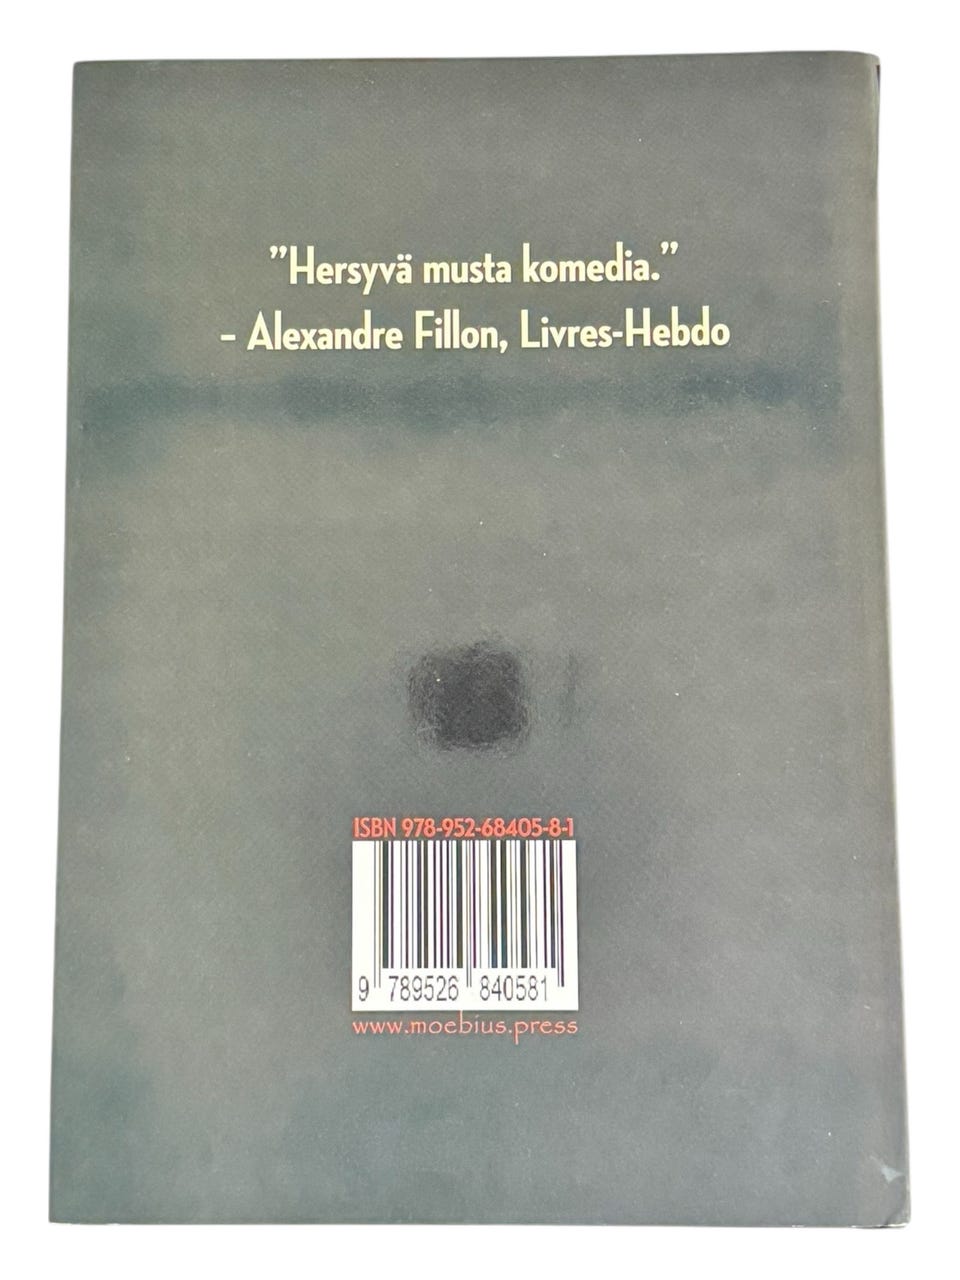 ”Hersyvä musta komedia.”
– Alexandre Fillon, Livres-Hebdo
ISBN 978-952-68405-8-1
9 789526 840581
www.moebius.press